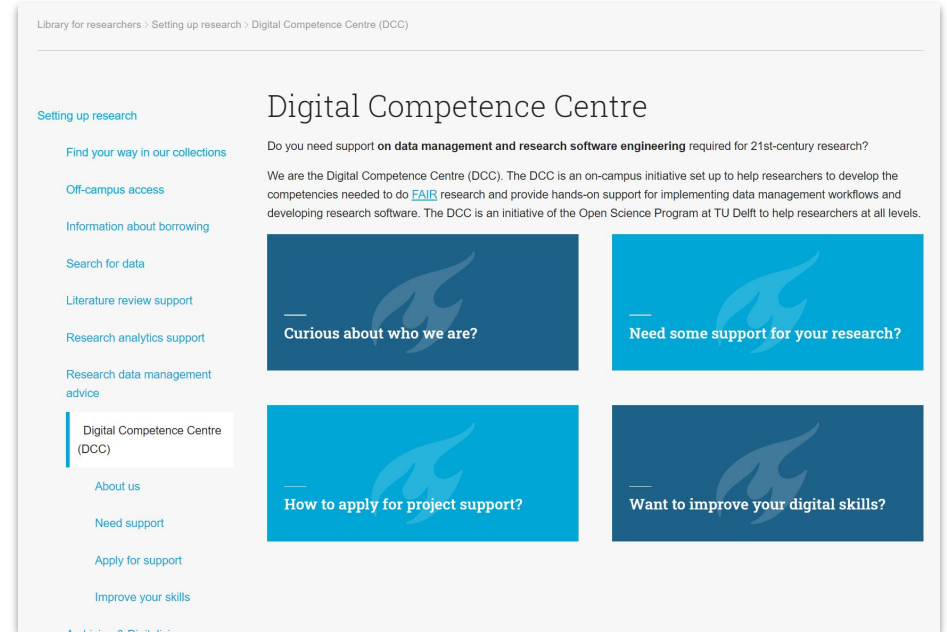 Library for researchers > Setting up research > Digital Competence Centre (DCC)
Setting up research
Find your way in our collections
Off-campus access
Information about borrowing
Search for data
Literature review support
Research analytics support
Research data management
advice
Digital Competence Centre
(DCC)
About us
Need support
Apply for support
Improve your skills
Digital Competence Centre
Do you need support on data management and research software engineering required for 21st-century research?
We are the Digital Competence Centre (DCC). The DCC is an on-campus initiative set up to help researchers to develop the
competencies needed to do FAIR research and provide hands-on support for implementing data management workflows and
developing research software. The DCC is an initiative of the Open Science Program at TU Delft to help researchers at all levels.
Curious about who we are?
Need some support for your research?
How to apply for project support?
Want to improve your digital skills?